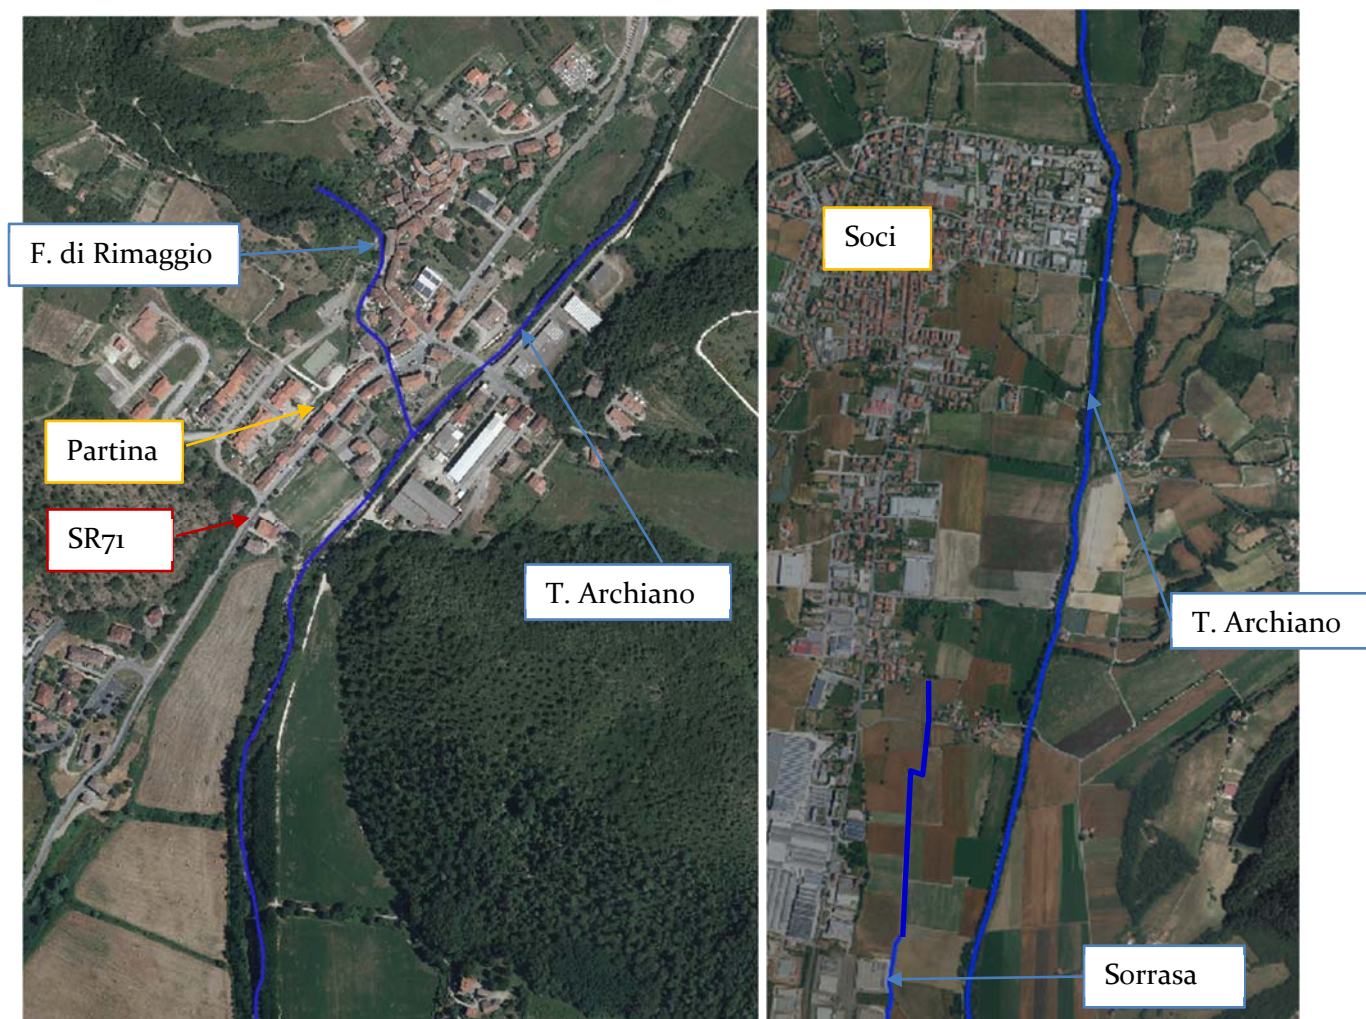 F. di Rimaggio
Partina
SR71
T. Archiano
Soci
T. Archiano
Sorrasa